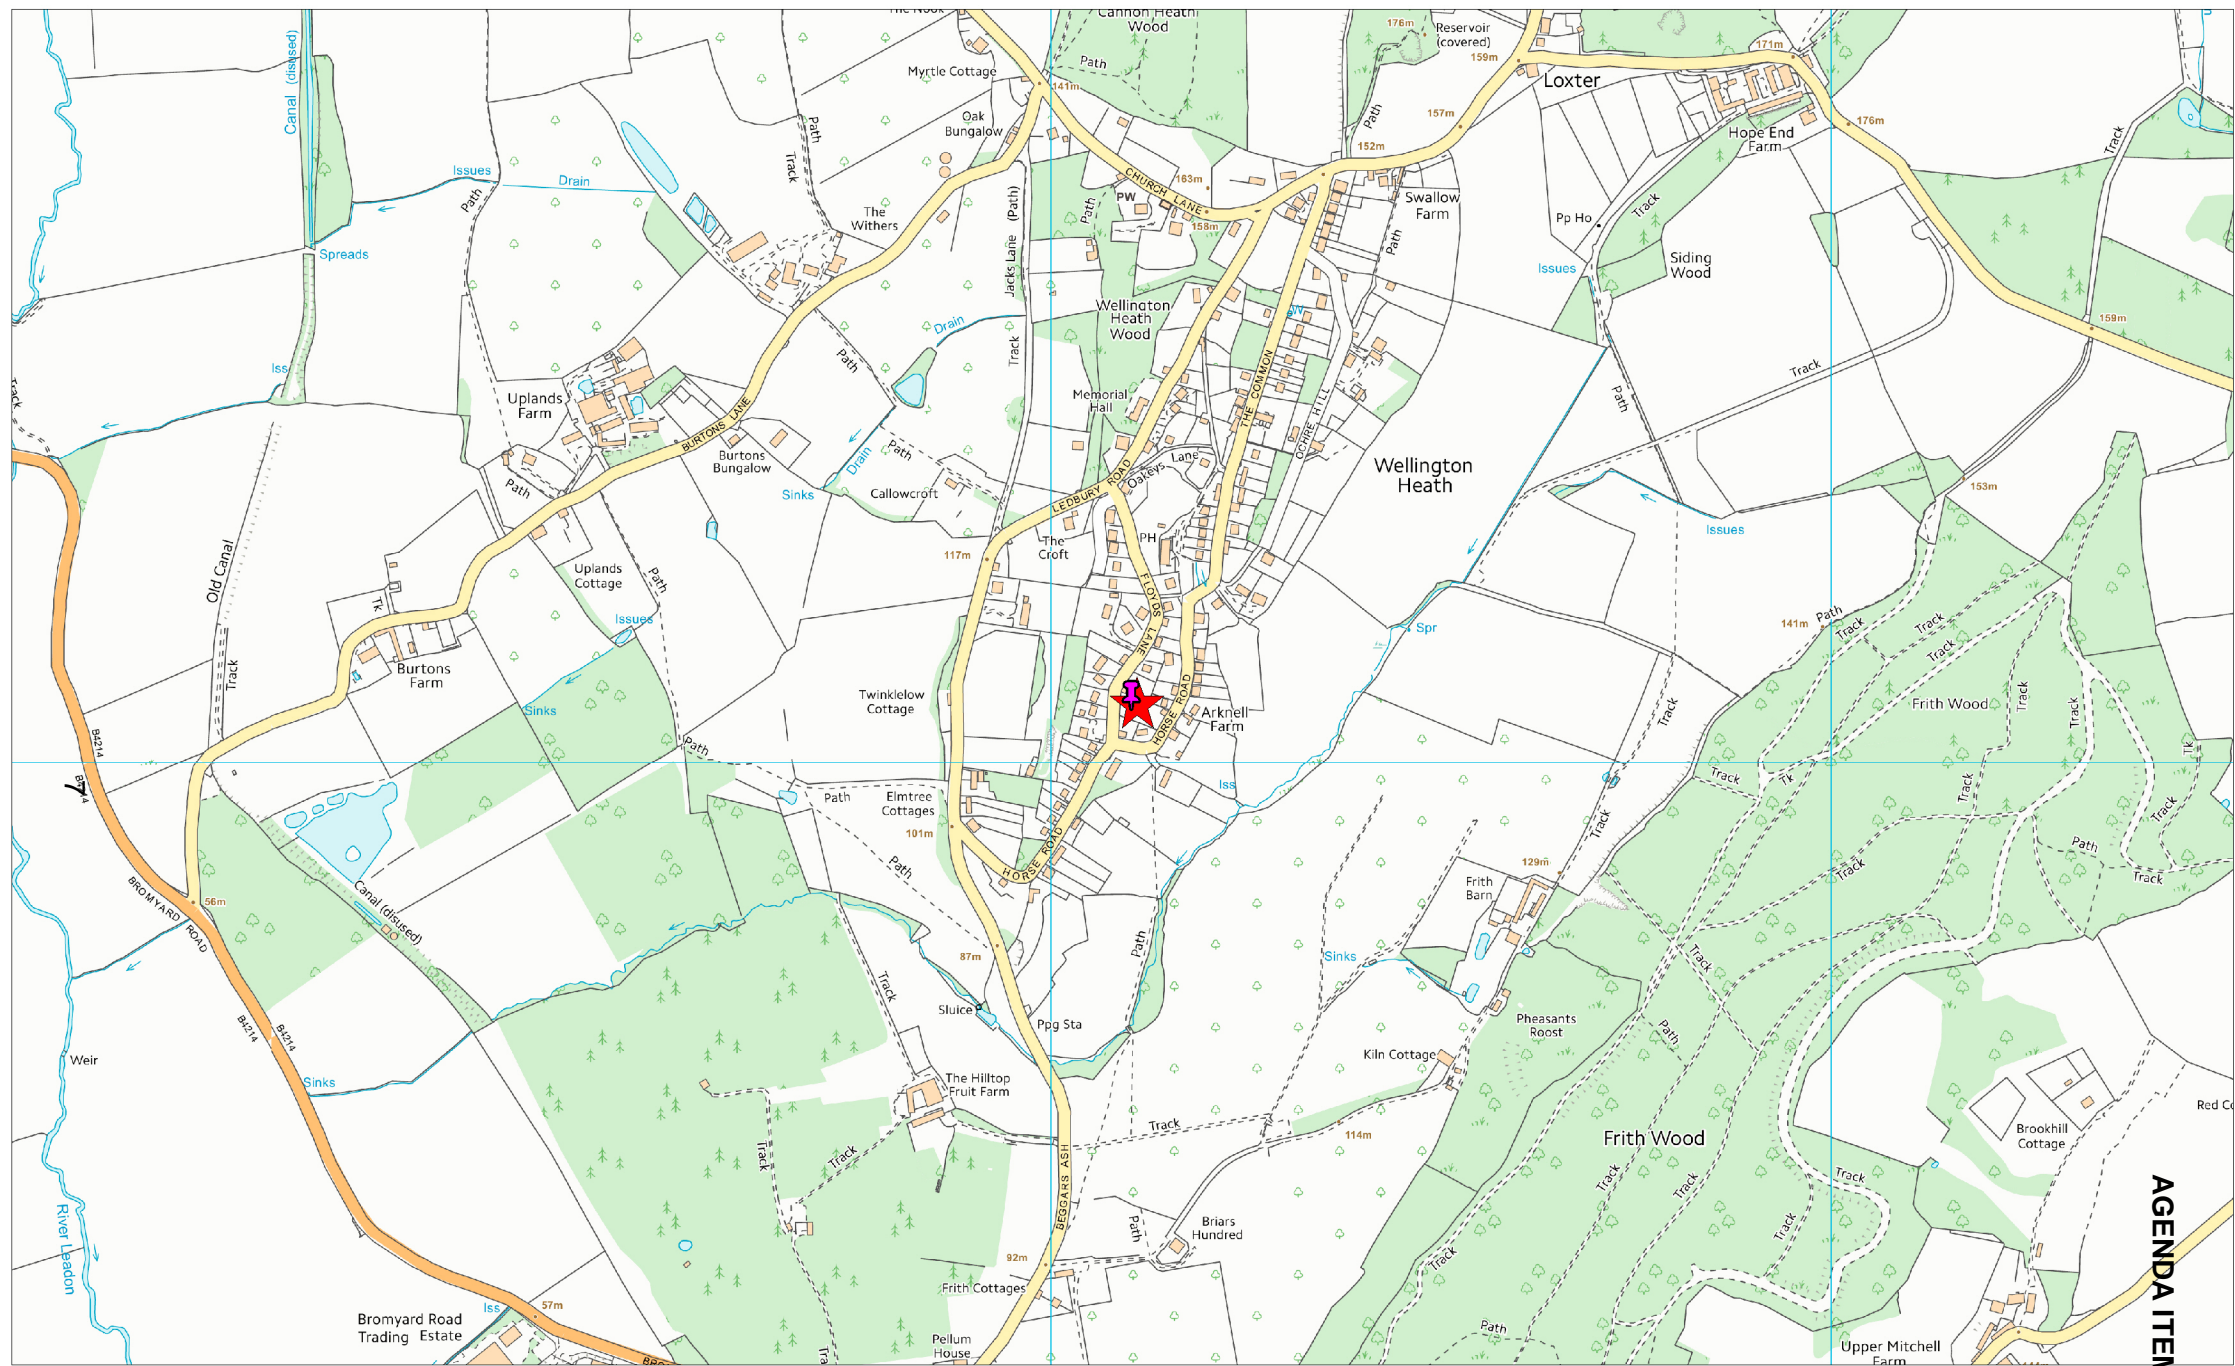 Cannon Heath
Wood
Path
Myrtle Cottage
141m
Oak
Bungalow
176m
Reservoir
(covered)
159m
Loxter
171m
Hope End
Farm
176m
Track
Canal (disused)
Issues
Drain
Path
Spreads
Path
Track
The
Withers
Jacks Lane (Path)
Track
Path
PW
CHURCH LANE
163m
158m
Path
152m
157m
Swallow
Farm
Path
Pp Ho
Track
Issues
Siding
Wood
159m
Wellington
Heath
Wood
W
Drain
Path
Iss
Track
Uplands
Farm
BURTONS LANE
Burtons
Bungalow
Path
Drain
Sinks
Path
Callowcroft
Memorial
Hall
THE COMMON
OCHRE HILL
Oakeys Lane
LEDBURY ROAD
Wellington
Heath
Path
Track
Issues
153m
The
Croft
PH
117m
FLOYDS LANE
Uplands
Cottage
Path
Issues
Old Canal
Track
Tk
Burtons
Farm
Sinks
Spr
Path
141m
Track
Track
Track
Frith Wood
Track
Track
Tk
Twinklelow
Cottage
Arknell
Farm
HORSE ROAD
Track
B4214
B4214
7
Path
Path
Elmtree
Cottages
101m
Path
Iss
HORSE ROAD
Track
Track
Tk
Track
Track
Path
Track
Track
129m
Frith
Barn
BROMYARD ROAD
56m
Canal (disused)
Track
87m
Path
Sinks
Track
Sluice
Ppg Sta
Pheasants
Roost
Path
B4214
B4214
Weir
Sinks
Kiln Cottage
The Hilltop
Fruit Farm
Track
Track
Track
114m
Frith Wood
Brookhill
Cottage
River Leadon
BEGGARS ASH
Path
Briars
Hundred
Track
Track
Track
Track
Track
92m
Frith Cottages
Iss
57m
Bromyard Road
Trading Estate
Pellum
House
Path
Upper Mitchell
Farm
AGENDA ITEM